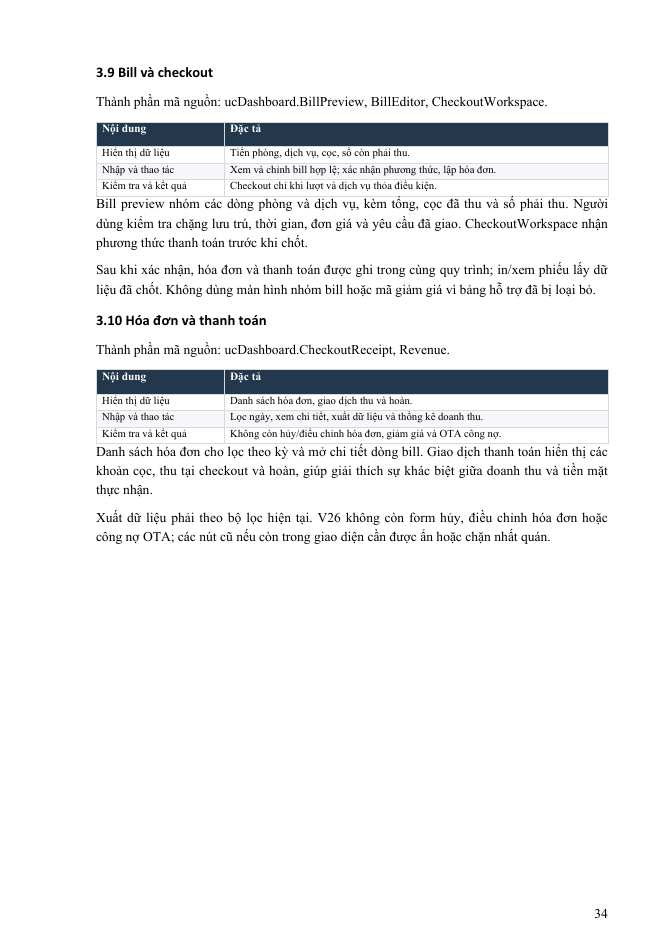 3.9 Bill và checkout
Thành phần mã nguồn: ucDashboard.BillPreview, BillEditor, CheckoutWorkspace.
Nội dung Đặc tả
Hiển thị dữ liệu Tiền phòng, dịch vụ, cọc, số còn phải thu.
Nhập và thao tác Xem và chỉnh bill hợp lệ; xác nhận phương thức, lập hóa đơn.
Kiểm tra và kết quả Checkout chỉ khi lượt và dịch vụ thỏa điều kiện.
Bill preview nhóm các dòng phòng và dịch vụ, kèm tổng, cọc đã thu và số phải thu. Người
dùng kiểm tra chặng lưu trú, thời gian, đơn giá và yêu cầu đã giao. CheckoutWorkspace nhận
phương thức thanh toán trước khi chốt.
Sau khi xác nhận, hóa đơn và thanh toán được ghi trong cùng quy trình; in/xem phiếu lấy dữ
liệu đã chốt. Không dùng màn hình nhóm bill hoặc mã giảm giá vì bảng hỗ trợ đã bị loại bỏ.
3.10 Hóa đơn và thanh toán
Thành phần mã nguồn: ucDashboard.CheckoutReceipt, Revenue.
Nội dung Đặc tả
Hiển thị dữ liệu Danh sách hóa đơn, giao dịch thu và hoàn.
Nhập và thao tác Lọc ngày, xem chi tiết, xuất dữ liệu và thống kê doanh thu.
Kiểm tra và kết quả Không còn hủy/điều chỉnh hóa đơn, giảm giá và OTA công nợ.
Danh sách hóa đơn cho lọc theo kỳ và mở chi tiết dòng bill. Giao dịch thanh toán hiển thị các
khoản cọc, thu tại checkout và hoàn, giúp giải thích sự khác biệt giữa doanh thu và tiền mặt
thực nhận.
Xuất dữ liệu phải theo bộ lọc hiện tại. V26 không còn form hủy, điều chỉnh hóa đơn hoặc
công nợ OTA; các nút cũ nếu còn trong giao diện cần được ẩn hoặc chặn nhất quán.
34